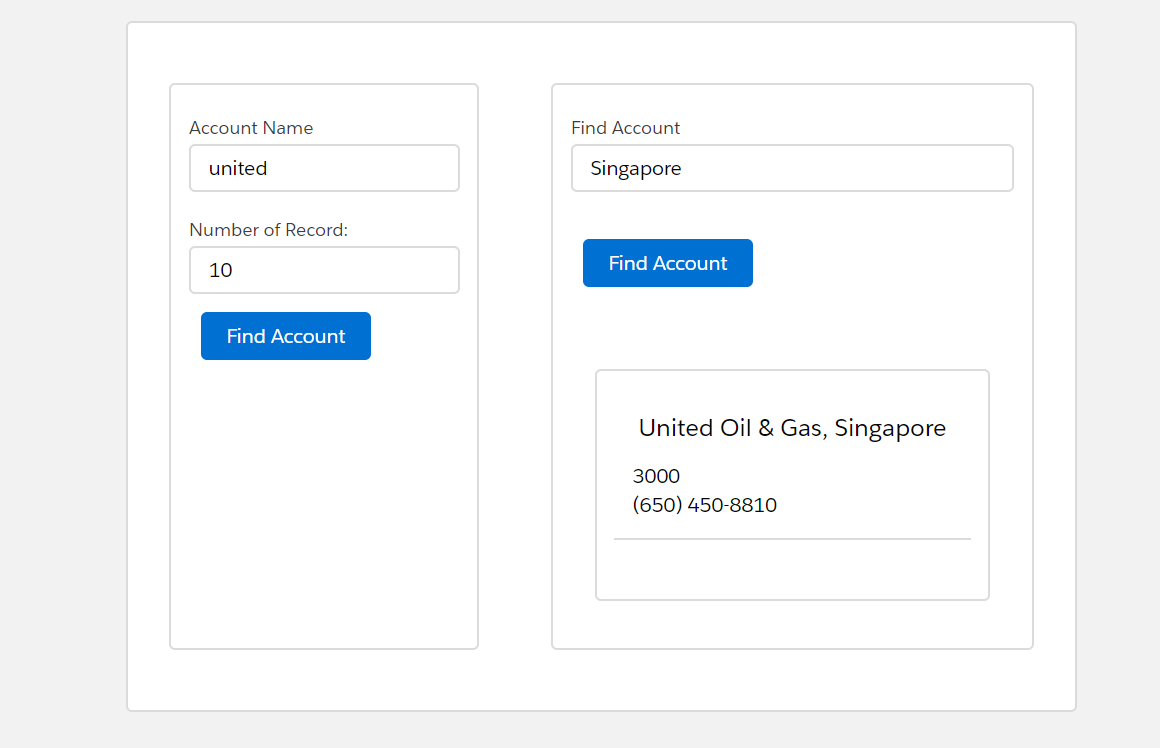 Account Name
united
Number of Record:
10
Find Account
Find Account
Singapore
Find Account
United Oil & Gas, Singapore
3000
(650) 450-8810